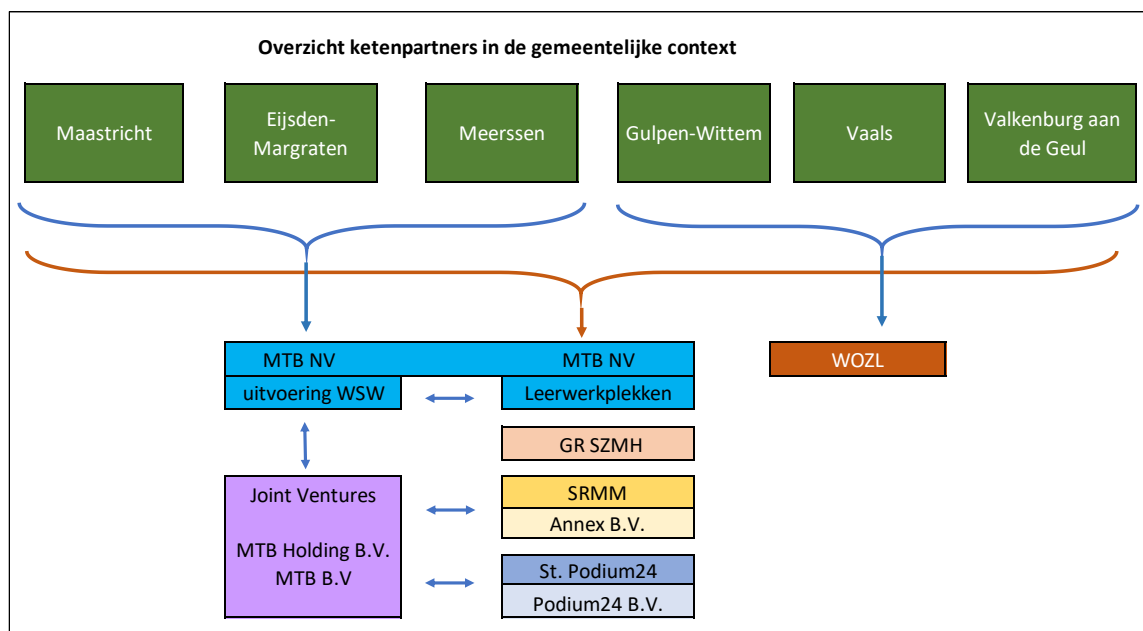 Overzicht ketenpartners in de gemeentelijke context
Maastricht
Eijsden-
Margraten
Meerssen
Gulpen-Wittem
Vaals
Valkenburg aan
de Geul
MTB NV
MTB NV
WOZL
uitvoering WSW
Leerwerkplekken
GR SZMH
Joint Ventures
SRMM
Annex B.V.
MTB Holding B.V.
MTB B.V
St. Podium24
Podium24 B.V.